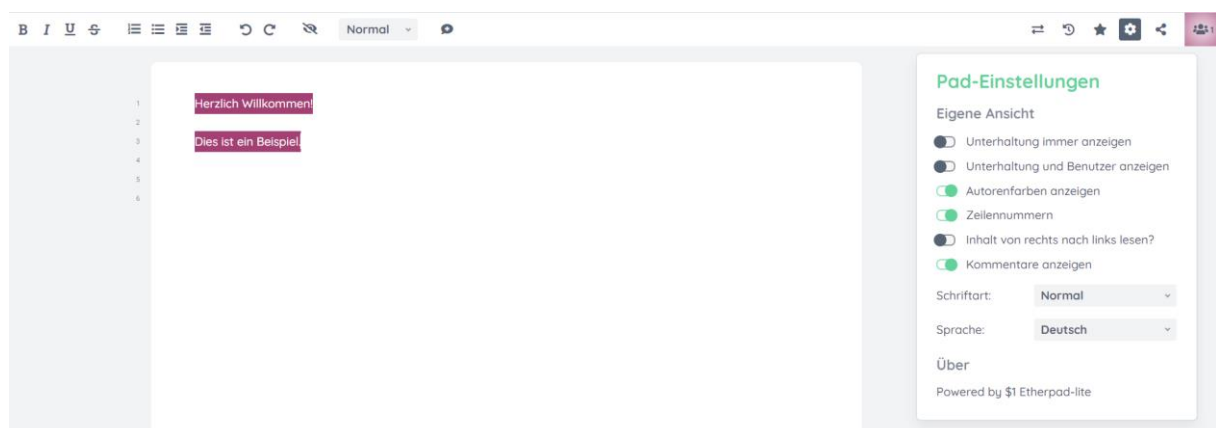 B I U S Normal
1
Herzlich Willkommen!
1
2
3
4
5
6
Dies ist ein Beispiel.
Pad-Einstellungen
Eigene Ansicht
Unterhaltung immer anzeigen
Unterhaltung und Benutzer anzeigen
Autorenfarben anzeigen
Zeilennummern
Inhalt von rechts nach links lesen?
Kommentare anzeigen
Schriftart: Normal
Sprache: Deutsch
Über
Powered by $1 Etherpad-lite